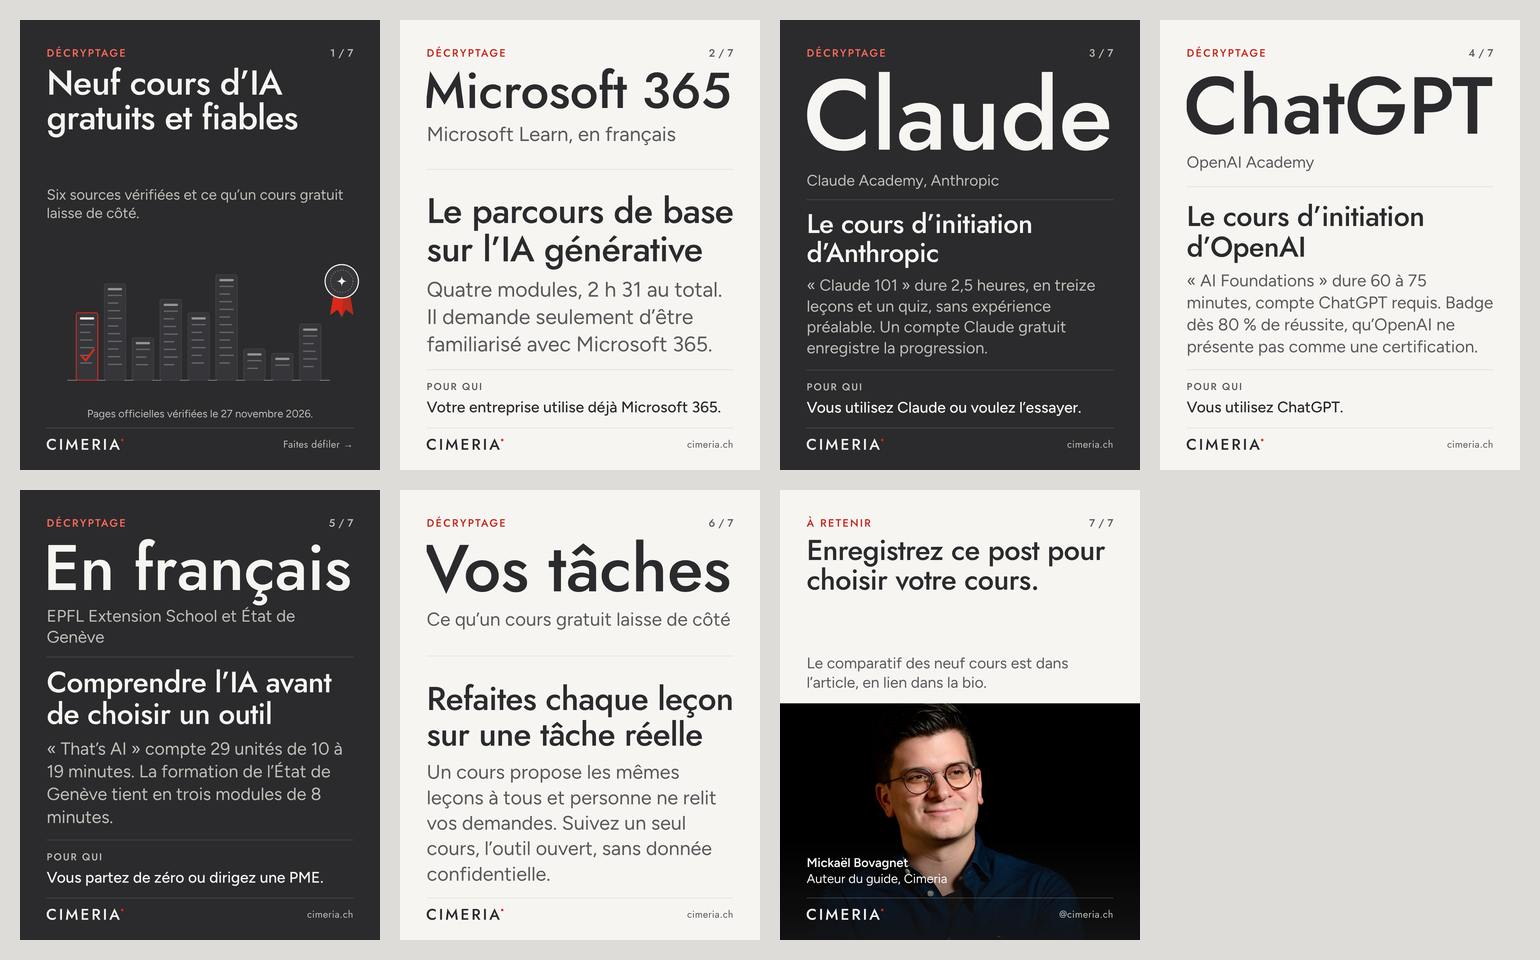 DÉCRYPTAGE
1 / 7
Neuf cours d’IA
gratuits et fiables
Six sources vérifiées et ce qu’un cours gratuit
laisse de côté.
Pages officielles vérifiées le 27 novembre 2026.
CIMERIA
Faites défiler →
DÉCRYPTAGE
2 / 7
Microsoft 365
Microsoft Learn, en français
Le parcours de base
sur l’IA générative
Quatre modules, 2 h 31 au total.
Il demande seulement d’être
familiarisé avec Microsoft 365.
POUR QUI
Votre entreprise utilise déjà Microsoft 365.
CIMERIA
cimeria.ch
DÉCRYPTAGE
3 / 7
Claude
Claude Academy, Anthropic
Le cours d’initiation
d’Anthropic
« Claude 101 » dure 2,5 heures, en treize
leçons et un quiz, sans expérience
préalable. Un compte Claude gratuit
enregistre la progression.
POUR QUI
Vous utilisez Claude ou voulez l’essayer.
CIMERIA
cimeria.ch
DÉCRYPTAGE
4 / 7
ChatGPT
OpenAI Academy
Le cours d’initiation
d’OpenAI
« AI Foundations » dure 60 à 75
minutes, compte ChatGPT requis. Badge
dès 80 % de réussite, qu’OpenAI ne
présente pas comme une certification.
POUR QUI
Vous utilisez ChatGPT.
CIMERIA
cimeria.ch
DÉCRYPTAGE
5 / 7
En français
EPFL Extension School et État de
Genève
Comprendre l’IA avant
de choisir un outil
« That’s AI » compte 29 unités de 10 à
19 minutes. La formation de l’État de
Genève tient en trois modules de 8
minutes.
POUR QUI
Vous partez de zéro ou dirigez une PME.
CIMERIA
cimeria.ch
DÉCRYPTAGE
6 / 7
Vos tâches
Ce qu’un cours gratuit laisse de côté
Refaites chaque leçon
sur une tâche réelle
Un cours propose les mêmes
leçons à tous et personne ne relit
vos demandes. Suivez un seul
cours, l’outil ouvert, sans donnée
confidentielle.
CIMERIA
cimeria.ch
À RETENIR
7 / 7
Enregistrez ce post pour
choisir votre cours.
Le comparatif des neuf cours est dans
l’article, en lien dans la bio.
Mickaël Bovagnet
Auteur du guide, Cimeria
CIMERIA
@cimeria.ch